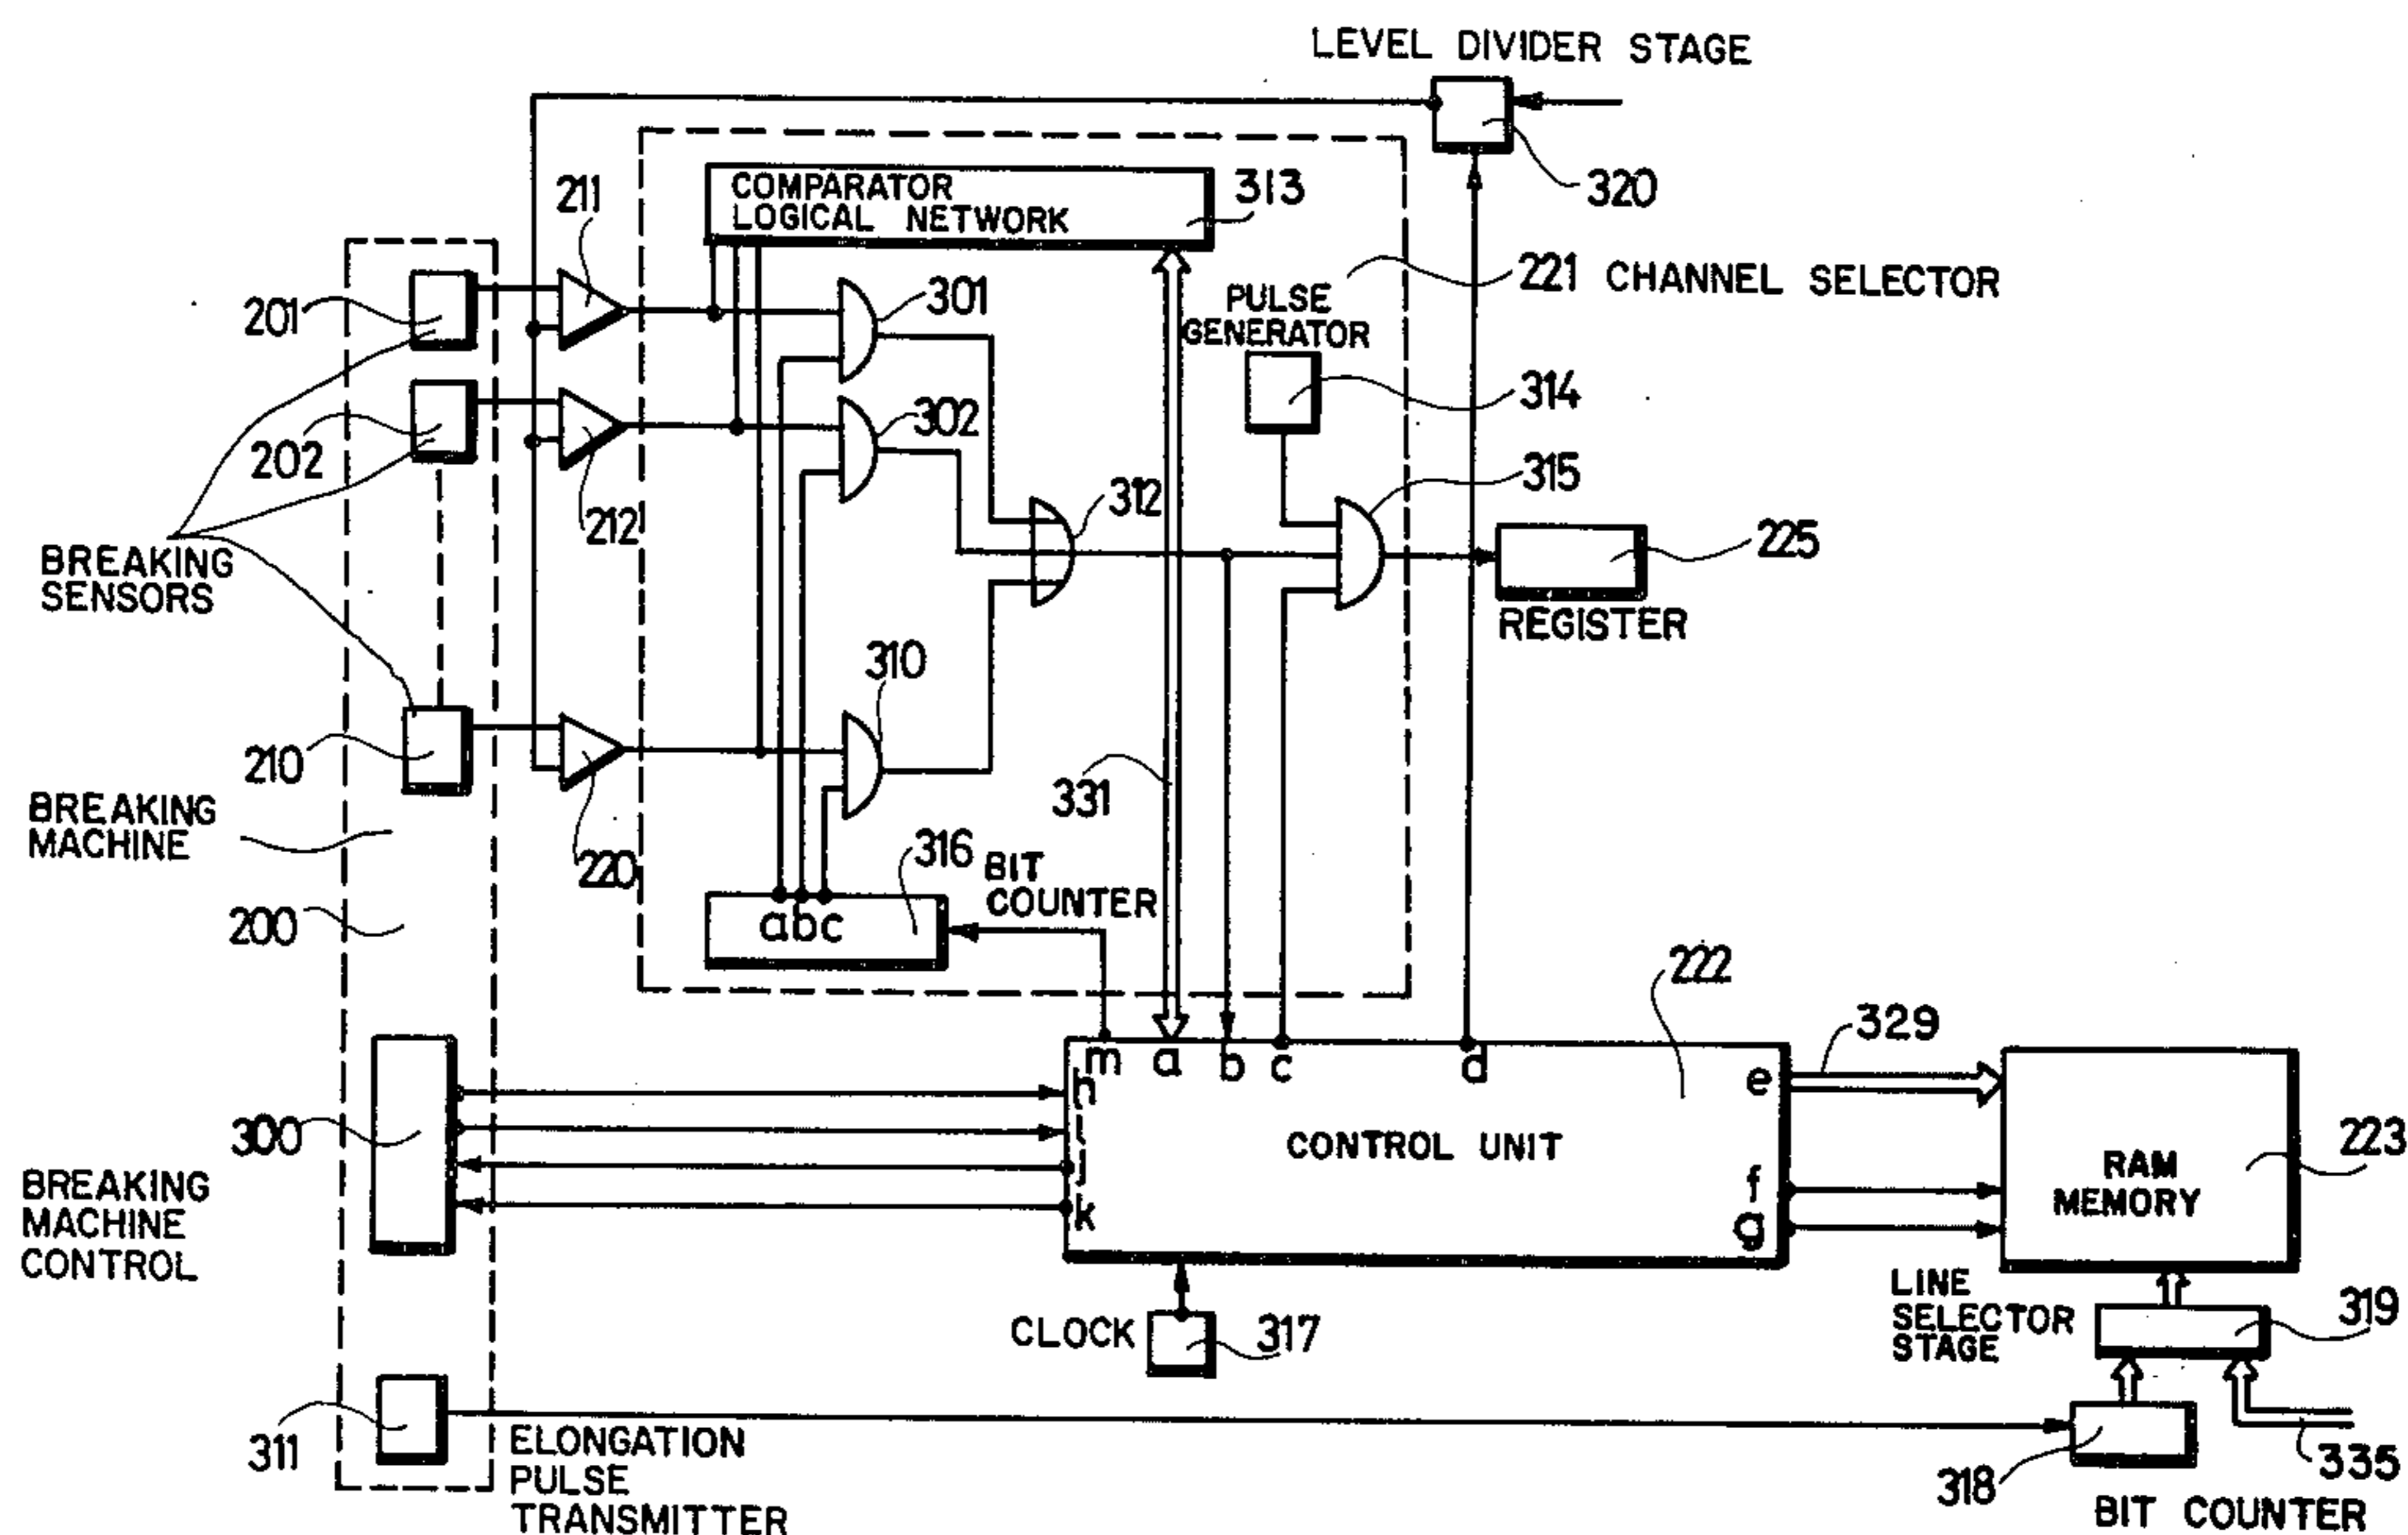 LEVEL DIVIDER STAGE
320
COMPARATOR
LOGICAL NETWORK
313
211
221 CHANNEL SELECTOR
PULSE
GENERATOR
201
301
314
202
302
315
312
212
225
BREAKING
SENSORS
REGISTER
310
210
331
BREAKING
MACHINE
220
316
BIT
COUNTER
200
abc
222
329
m a b c d
e
h
i
j
k
300
CONTROL UNIT
223
RAM
MEMORY
f
g
BREAKING
MACHINE
CONTROL
LINE
SELECTOR
STAGE
319
CLOCK
317
311
ELONGATION
PULSE
TRANSMITTER
318
335
BIT COUNTER